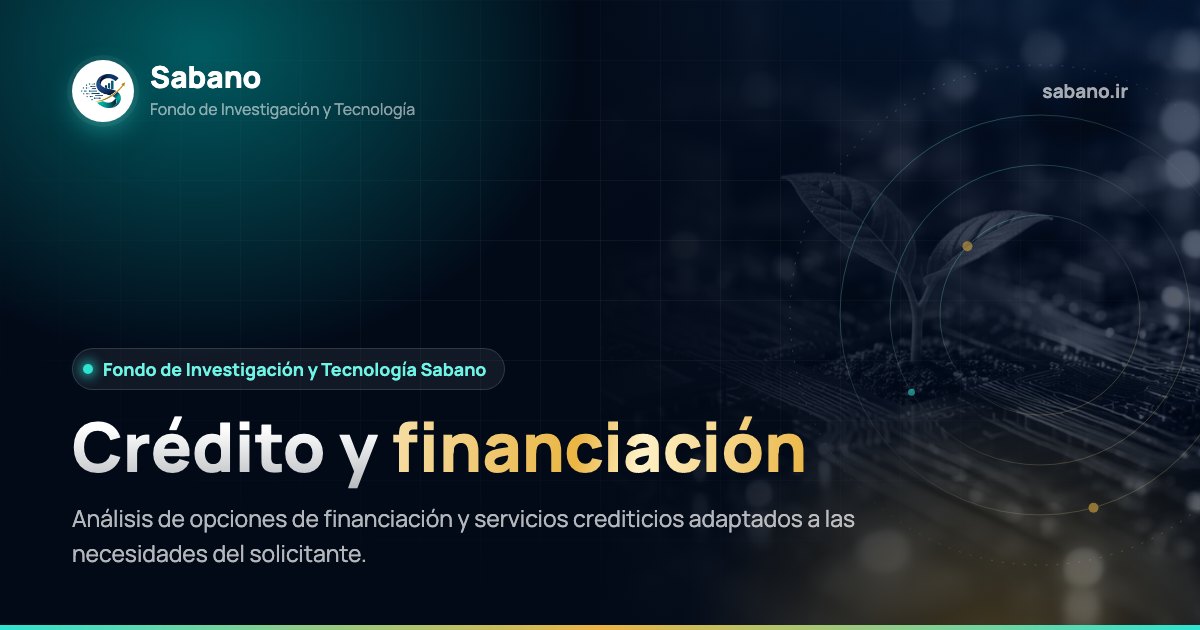 Sabano
Fondo de Investigación y Tecnología
sabano.ir
Fondo de Investigación y Tecnología Sabano
Crédito y financiación
Análisis de opciones de financiación y servicios crediticios adaptados a las
necesidades del solicitante.